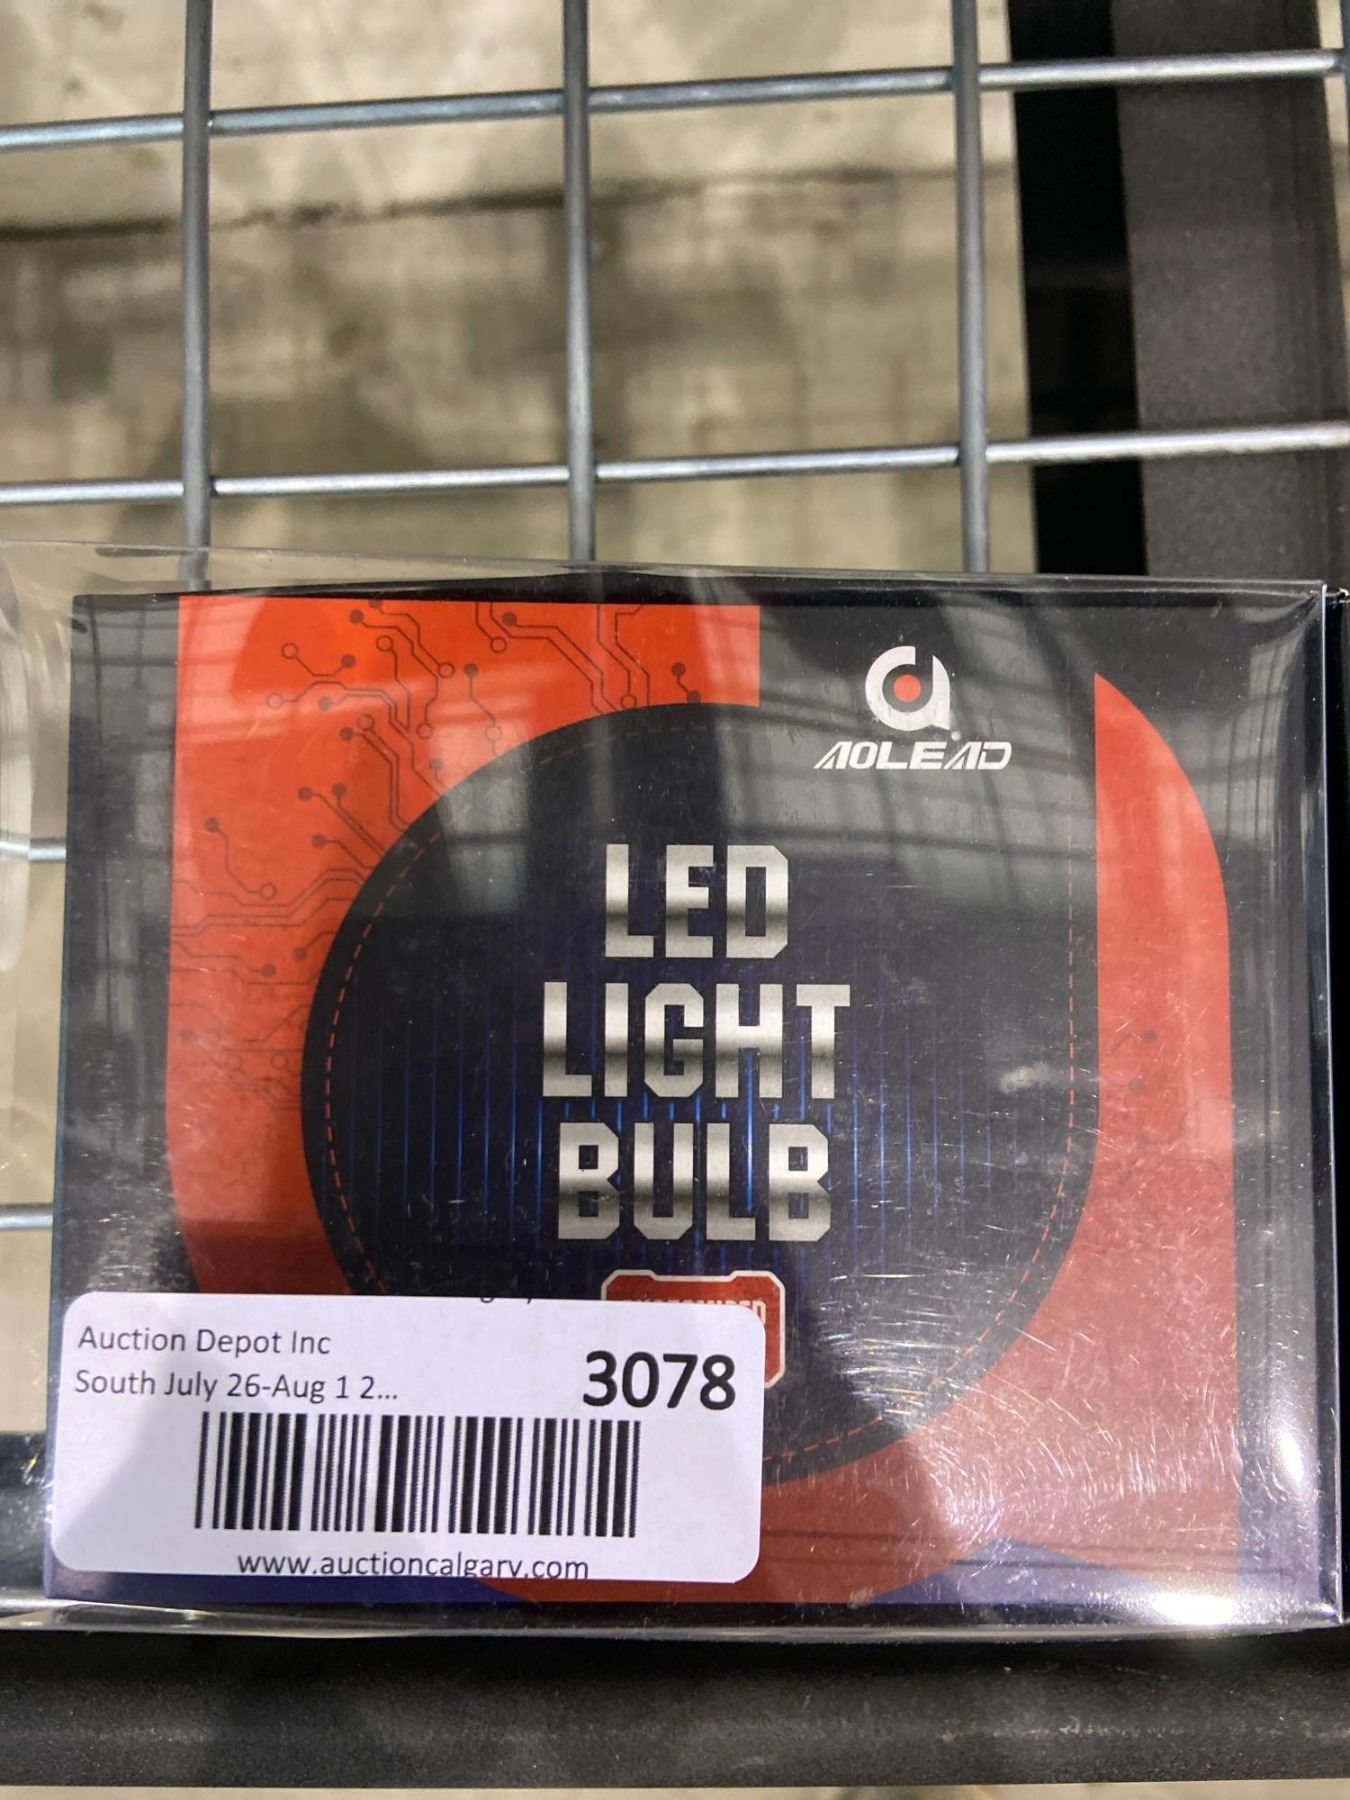 AOLEAD
LED
LIGHT
BULB
Auction Depot Inc
South July 26-Aug 1 2...
3078
www.auctioncalgary.com